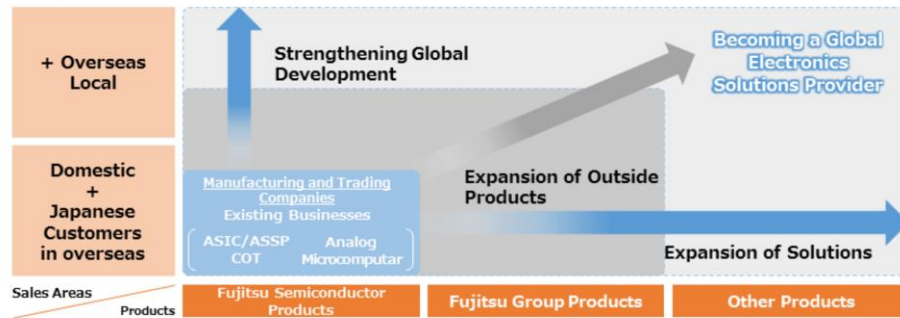 + Overseas
Local
Strengthening Global
Development
Becoming a Global
Electronics
Solutions Provider
Domestic
+
Japanese
Customers
in overseas
Manufacturing and Trading
Companies
Existing Businesses
ASIC/ASSP
COT
Analog
Microcomputar
Expansion of Outside
Products
Expansion of Solutions
Sales Areas
Products
Fujitsu Semiconductor
Products
Fujitsu Group Products
Other Products